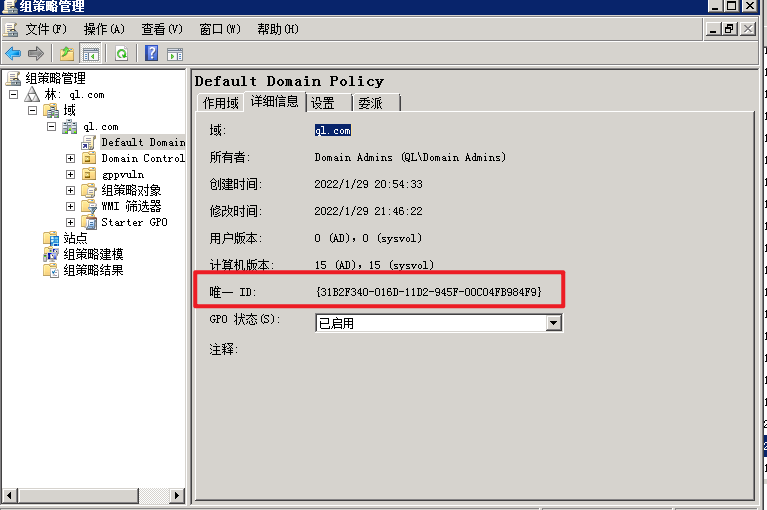 组策略管理
文件(F) 操作(A) 查看(V) 窗口(W) 帮助(H)
组策略管理
林: ql.com
域
ql.com
Default Domain
Domain Control
gppvuln
组策略对象
WMI 筛选器
Starter GPO
站点
组策略建模
组策略结果
Default Domain Policy
作用域 详细信息 设置 委派
域: ql.com
所有者: Domain Admins (QL\Domain Admins)
创建时间: 2022/1/29 20:54:33
修改时间: 2022/1/29 21:46:22
用户版本: 0 (AD), 0 (sysvol)
计算机版本: 15 (AD), 15 (sysvol)
唯一 ID: {31B2F340-016D-11D2-945F-00C04FB984F9}
GPO 状态(S): 已启用
注释: